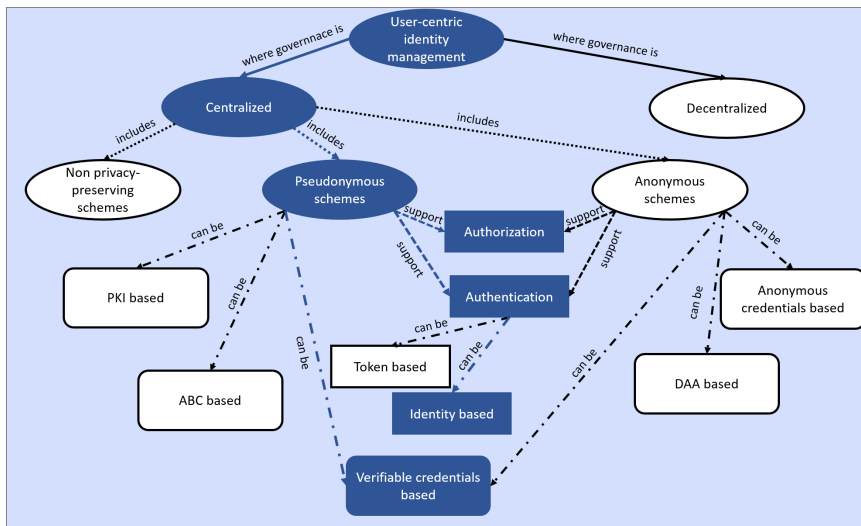 User-centric
identity
management
where governnace is
where governance is
Centralized
Decentralized
includes
includes
includes
Non privacy-
preserving
schemes
Pseudonymous
schemes
Anonymous
schemes
can be
support
support
can be
Authorization
support
support
PKI based
can be
Authentication
can be
Anonymous
credentials based
can be
can be
Token based
can be
can be
DAA based
ABC based
Identity based
Verifiable credentials
based